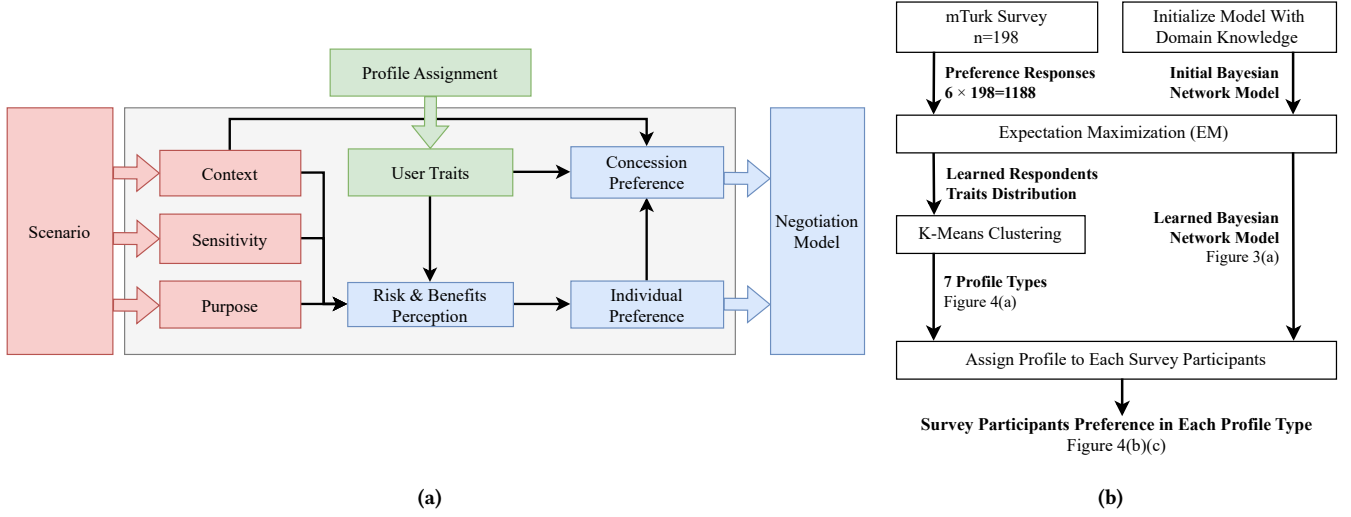 Profile Assignment
Scenario
Context
Sensitivity
Purpose
User Traits
Risk & Benefits
Perception
Concession
Preference
Individual
Preference
Negotiation
Model
(a)
mTurk Survey
n=198
Initialize Model With
Domain Knowledge
Preference Responses
6 × 198=1188
Initial Bayesian
Network Model
Expectation Maximization (EM)
Learned Respondents
Traits Distribution
K-Means Clustering
Learned Bayesian
Network Model
Figure 3(a)
7 Profile Types
Figure 4(a)
Assign Profile to Each Survey Participants
Survey Participants Preference in Each Profile Type
Figure 4(b)(c)
(b)